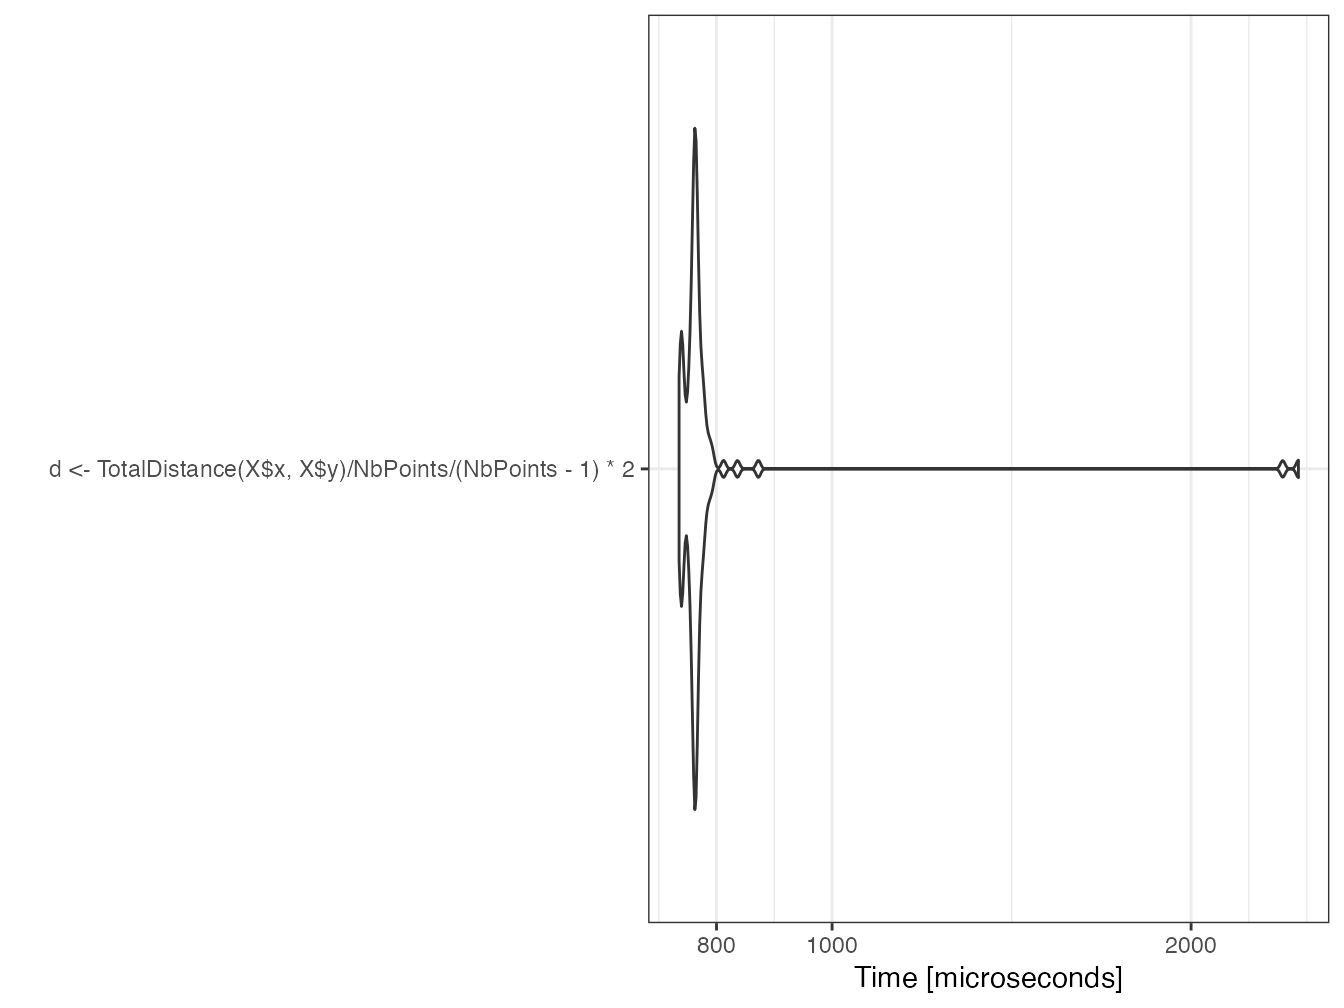 d <- TotalDistance(X$x, X$y)/NbPoints/(NbPoints - 1) * 2
800 1000 2000
Time [microseconds]